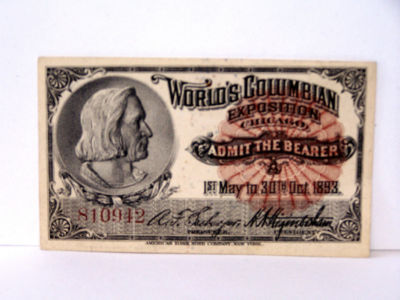 WORLD'S COLUMBIAN
EXPOSITION
CHICAGO,
ADMIT THE BEARER
1ST May to 30TH Oct. 1893.
810942
TREASURER.
PRESIDENT
AMERICAN BANK NOTE COMPANY, NEW YORK.